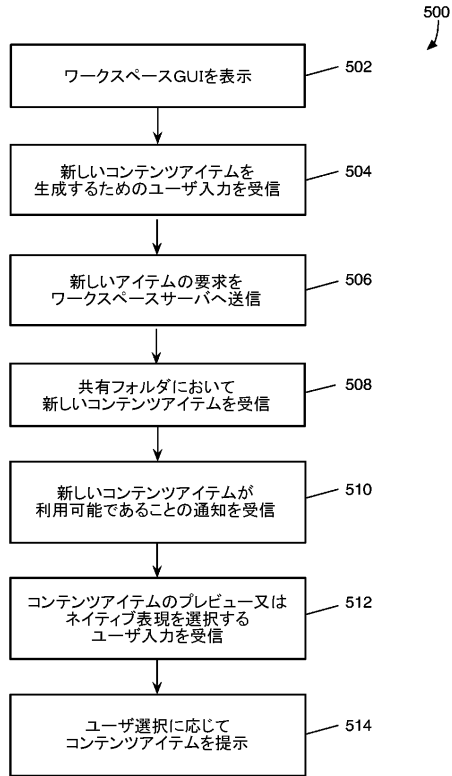 500
ワークスペースGUIを表示
502
新しいコンテンツアイテムを
生成するためのユーザ入力を受信
504
新しいアイテムの要求を
ワークスペースサーバへ送信
506
共有フォルダにおいて
新しいコンテンツアイテムを受信
508
新しいコンテンツアイテムが
利用可能であることの通知を受信
510
コンテンツアイテムのプレビュー又は
ネイティブ表現を選択する
ユーザ入力を受信
512
ユーザ選択に応じて
コンテンツアイテムを提示
514